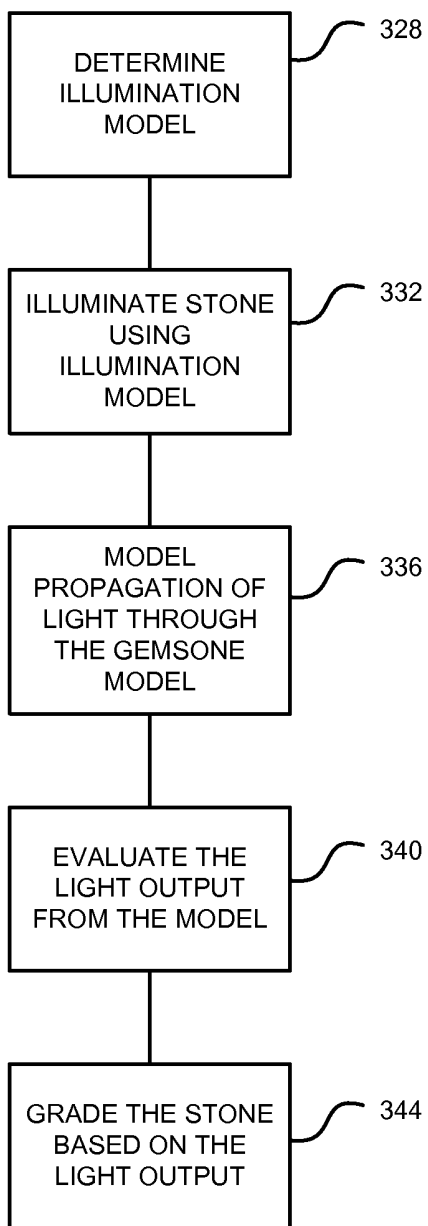 DETERMINE
ILLUMINATION
MODEL
328
ILLUMINATE STONE
USING
ILLUMINATION
MODEL
332
MODEL
PROPAGATION OF
LIGHT THROUGH
THE GEMSONE
MODEL
336
EVALUATE THE
LIGHT OUTPUT
FROM THE MODEL
340
GRADE THE STONE
BASED ON THE
LIGHT OUTPUT
344